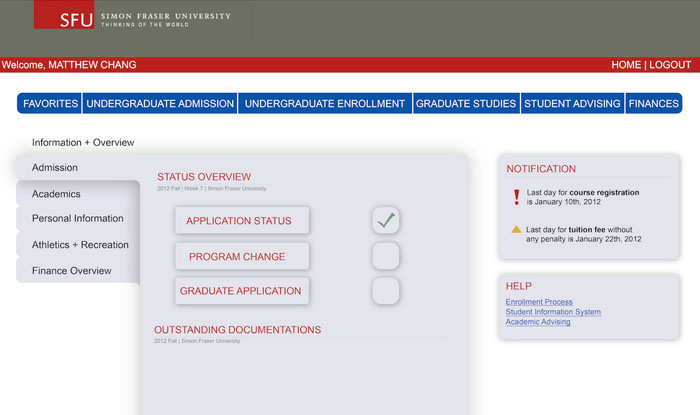 SFU
SIMON FRASER UNIVERSITY
THINKING OF THE WORLD
Welcome, MATTHEW CHANG
HOME | LOGOUT
FAVORITES
UNDERGRADUATE ADMISSION
UNDERGRADUATE ENROLLMENT
GRADUATE STUDIES
STUDENT ADVISING
FINANCES
Information + Overview
Admission
Academics
Personal Information
Athletics + Recreation
Finance Overview
STATUS OVERVIEW
2012 Fall | Week 7 | Simon Fraser University
APPLICATION STATUS
PROGRAM CHANGE
GRADUATE APPLICATION
OUTSTANDING DOCUMENTATIONS
2012 Fall | Simon Fraser University
NOTIFICATION
Last day for course registration
is January 10th, 2012
Last day for tuition fee without
any penalty is January 22th, 2012
HELP
Enrollment Process
Student Information System
Academic Advising